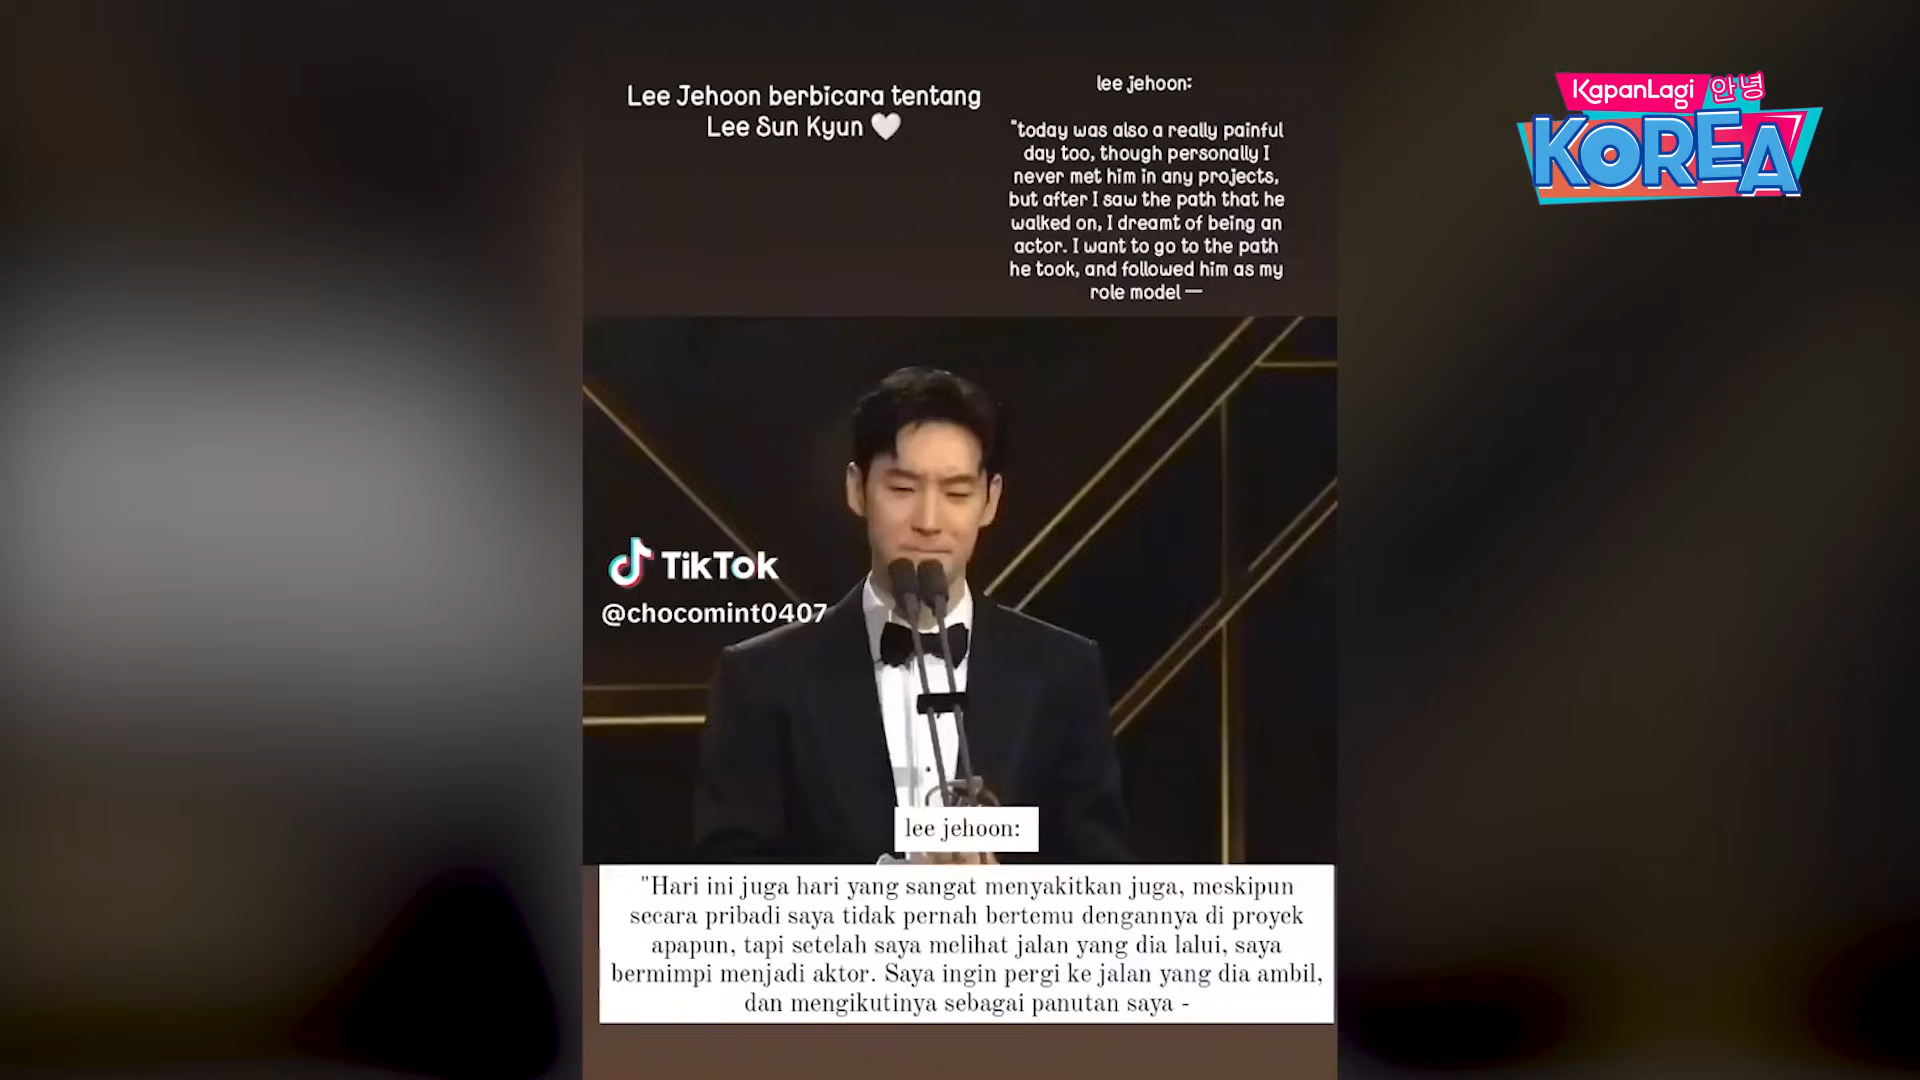 Lee Jehoon berbicara tentang
Lee Sun Kyun 🤍
lee jehoon:
"today was also a really painful
day too, though personally I
never met him in any projects,
but after I saw the path that he
walked on, I dreamt of being an
actor. I want to go to the path
he took, and followed him as my
role model —
KapanLagi 안녕
KOREA
TikTok
@chocomint0407
lee jehoon:
"Hari ini juga hari yang sangat menyakitkan juga, meskipun
secara pribadi saya tidak pernah bertemu dengannya di proyek
apapun, tapi setelah saya melihat jalan yang dia lalui, saya
bermimpi menjadi aktor. Saya ingin pergi ke jalan yang dia ambil,
dan mengikutinya sebagai panutan saya -